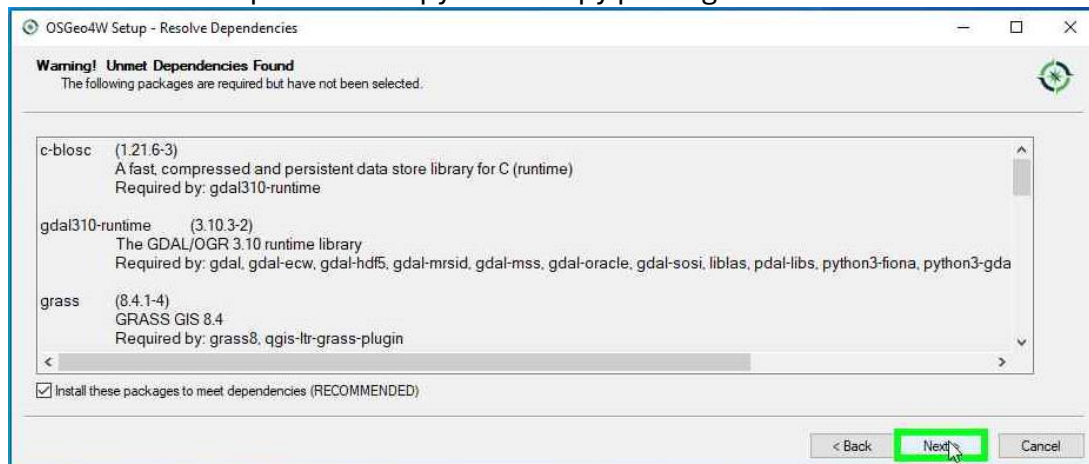 OSGeo4W Setup - Resolve Dependencies
Warning! Unmet Dependencies Found
The following packages are required but have not been selected.
c-blosc (1.21.6-3)
A fast, compressed and persistent data store library for C (runtime)
Required by: gdal310-runtime
gdal310-runtime (3.10.3-2)
The GDAL/OGR 3.10 runtime library
Required by: gdal, gdal-ecw, gdal-hdf5, gdal-mrsid, gdal-mss, gdal-oracle, gdal-sosi, liblas, pdal-libs, python3-fiona, python3-gda
grass (8.4.1-4)
GRASS GIS 8.4
Required by: grass8, qgis-ltr-grass-plugin
Install these packages to meet dependencies (RECOMMENDED)
< Back Next > Cancel